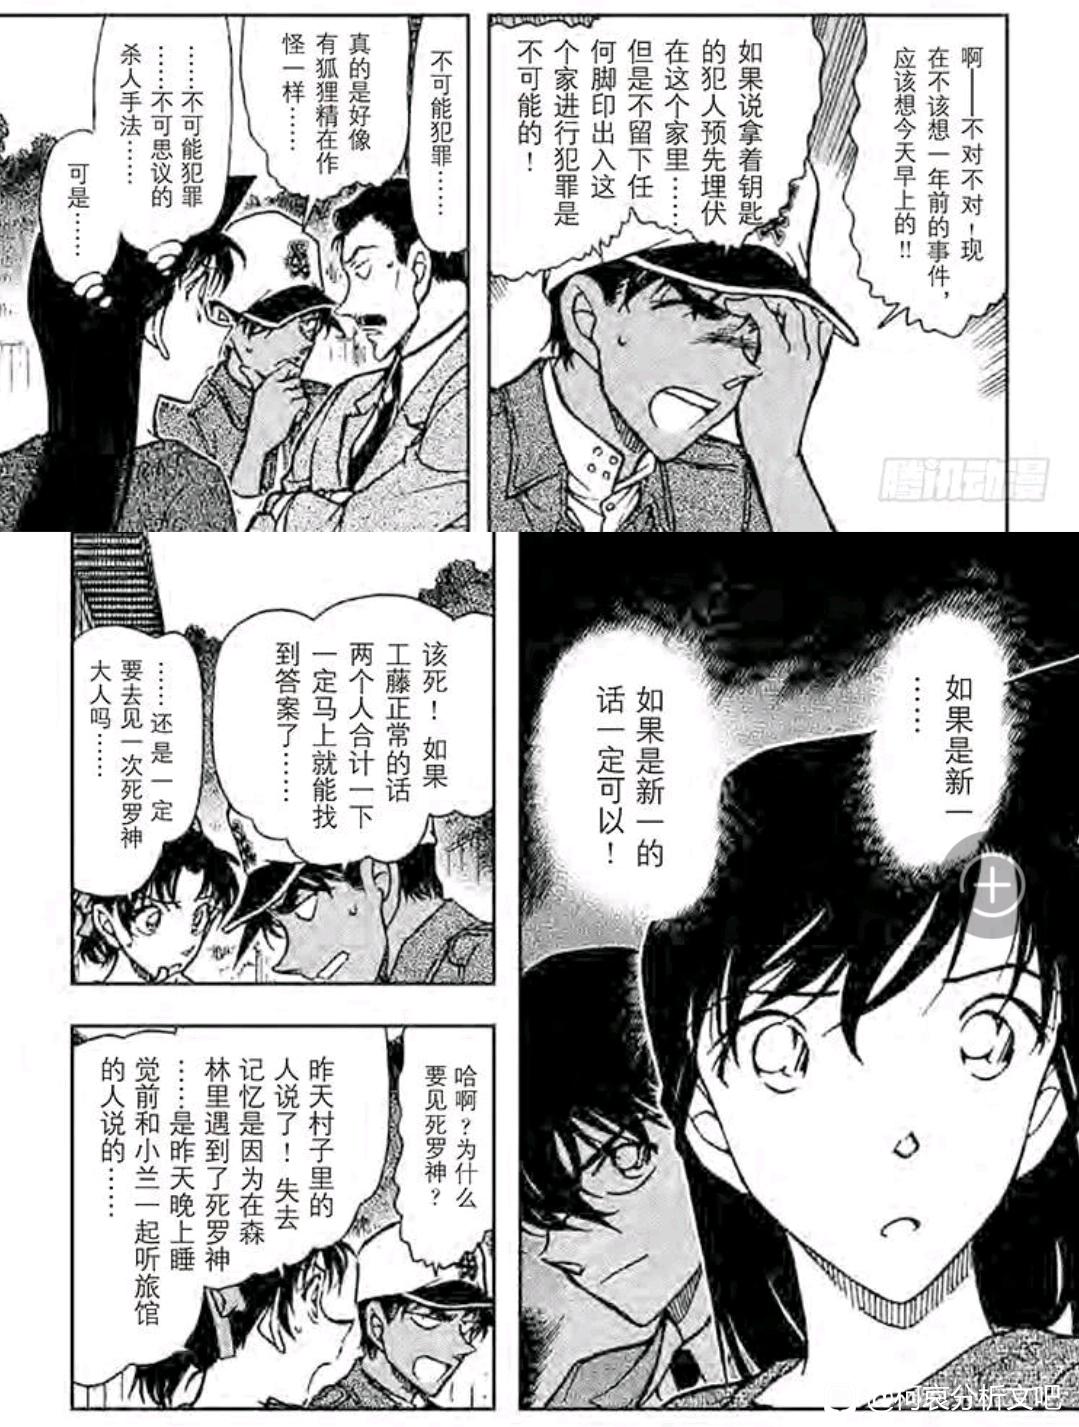 啊——不对不对！现
在不该想一年前的事件，
应该想今天早上的!!
如果说拿着钥匙
的犯人预先埋伏
在这个家里……
但是不留下任
何脚印出入这
个家进行犯罪是
不可能的！
不可能犯罪……
真的是好像
有狐狸精在作
怪一样……
……不可能犯罪
……不可思议的
杀人手法……
可是……
腾讯动漫
如果是新一
……
如果是新一的
话一定可以！
该死！如果
工藤正常的话
两个人合计一下
一定马上就能找
到答案了……
……还是一定
要去见一次死罗神
大人吗……
哈啊？为什么
要见死罗神？
昨天村子里的
人说了！失去
记忆是因为在森
林里遇到了死罗神
……是昨天晚上睡
觉前和小兰一起听旅馆
的人说的……
@柯哀分析文吧